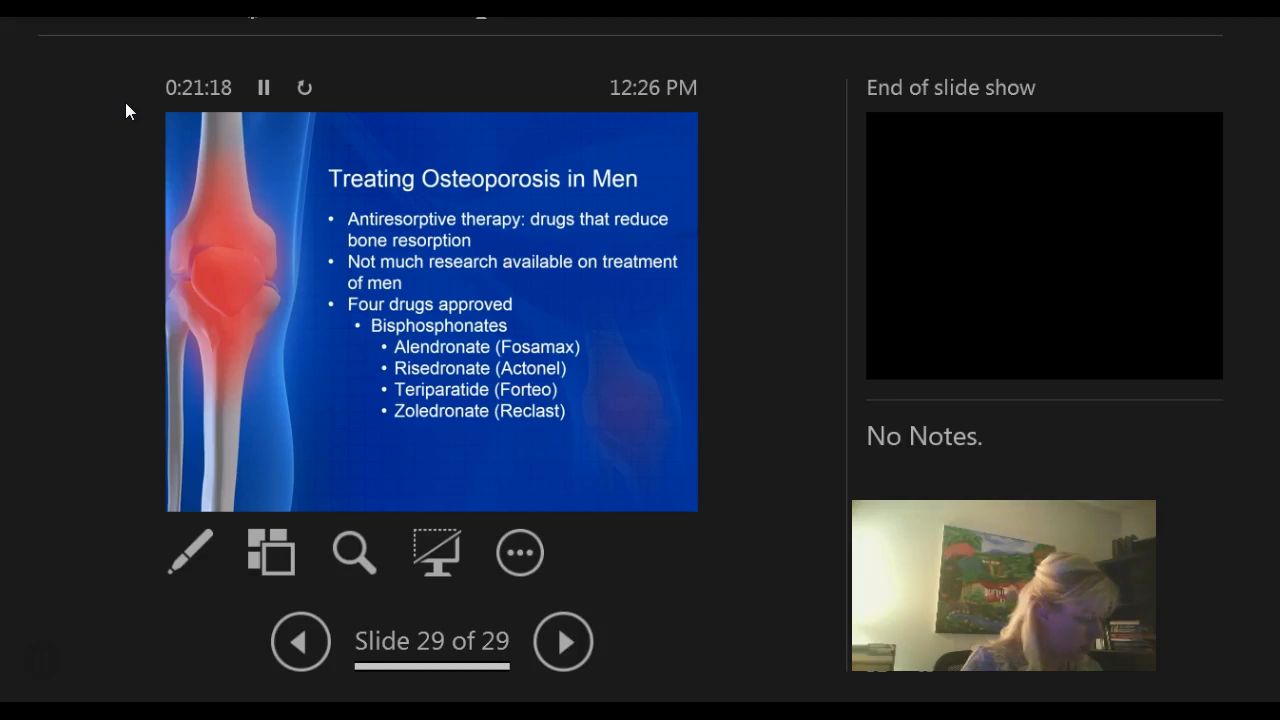 0:21:18
12:26 PM
End of slide show
Treating Osteoporosis in Men
• Antiresorptive therapy: drugs that reduce
bone resorption
• Not much research available on treatment
of men
• Four drugs approved
• Bisphosphonates
• Alendronate (Fosamax)
• Risedronate (Actonel)
• Teriparatide (Forteo)
• Zoledronate (Reclast)
No Notes.
Slide 29 of 29